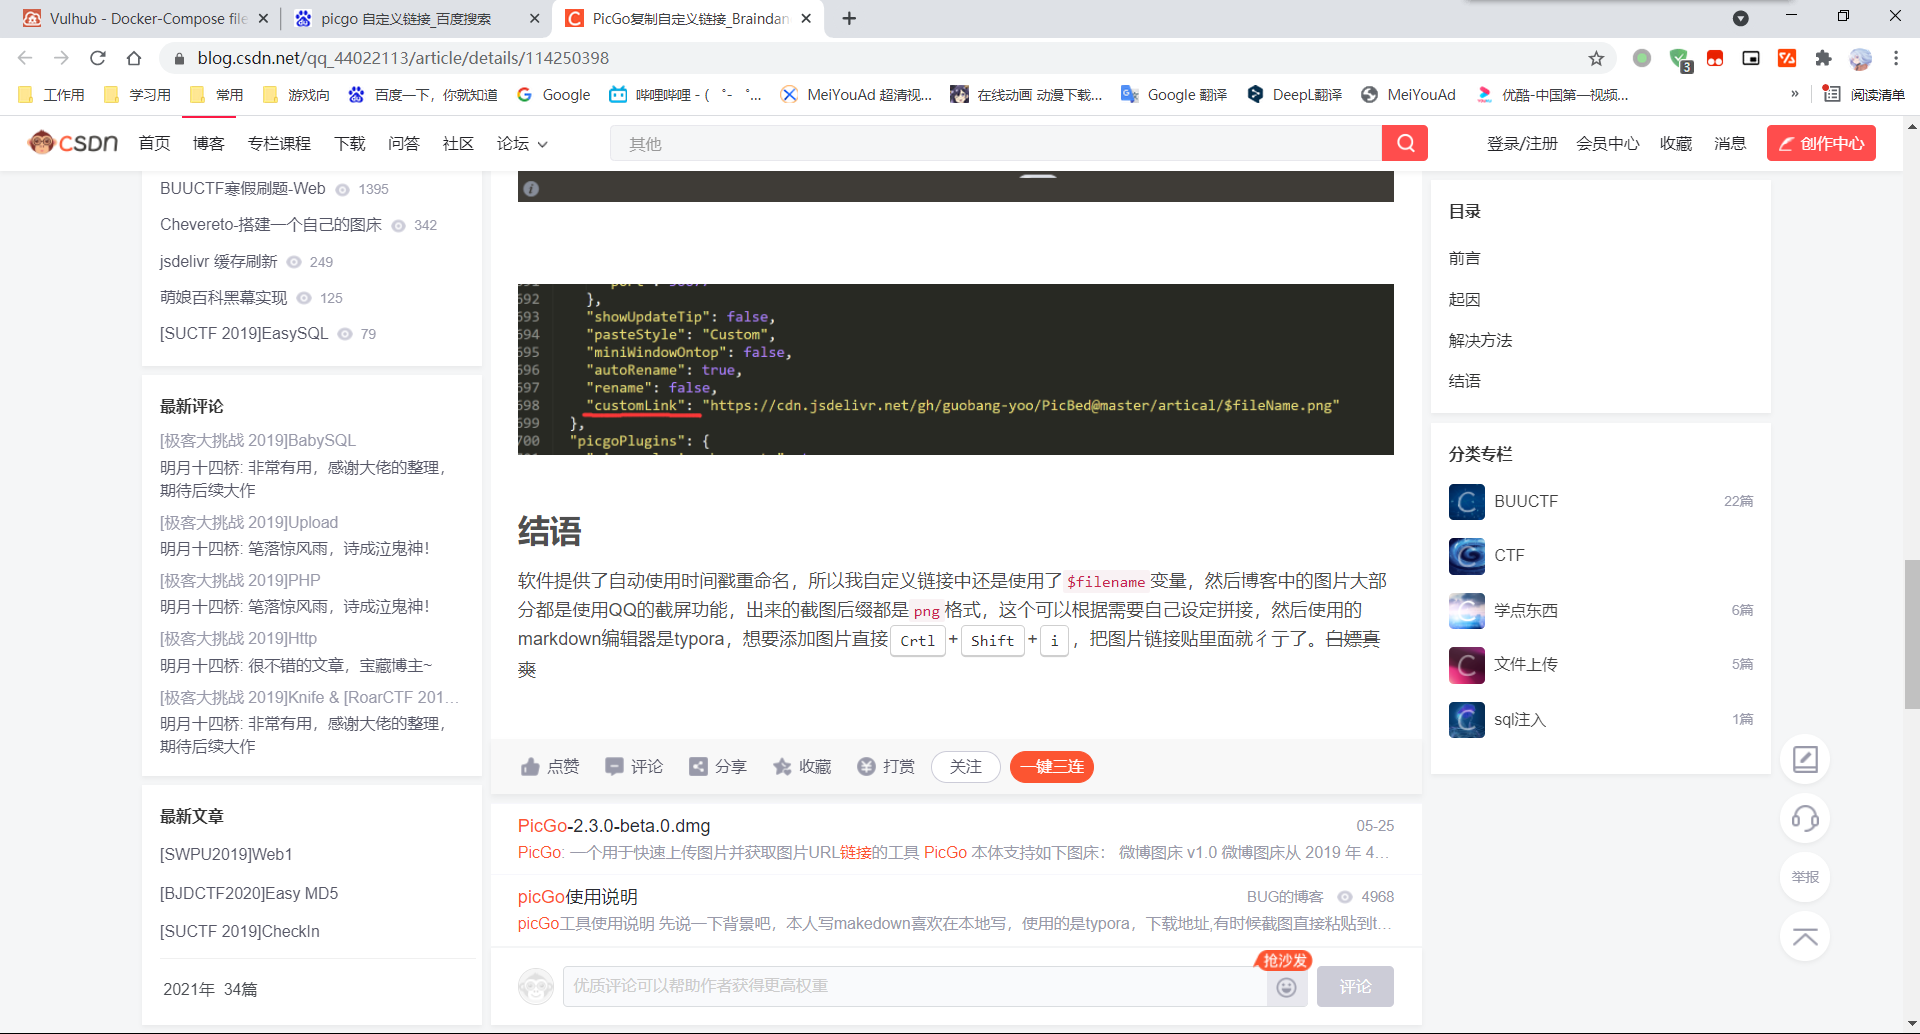 Vulhub - Docker-Compose file
picgo 自定义链接_百度搜索
PicGo复制自定义链接_Braindan
blog.csdn.net/qq_44022113/article/details/114250398
3
工作用
学习用
常用
游戏向
百度一下，你就知道
Google
哔哩哔哩 - ( ゜- ゜...
MeiYouAd 超清视...
在线动画 动漫下载...
Google 翻译
DeepL翻译
MeiYouAd
优酷-中国第一视频...
»
阅读清单
CSDN
首页
博客
专栏课程
下载
问答
社区
论坛
其他
登录/注册
会员中心
收藏
消息
创作中心
BUUCTF寒假刷题-Web 1395
Chevereto-搭建一个自己的图床 342
jsdelivr 缓存刷新 249
萌娘百科黑幕实现 125
[SUCTF 2019]EasySQL 79
最新评论
[极客大挑战 2019]BabySQL
明月十四桥: 非常有用，感谢大佬的整理，
期待后续大作
[极客大挑战 2019]Upload
明月十四桥: 笔落惊风雨，诗成泣鬼神！
[极客大挑战 2019]PHP
明月十四桥: 笔落惊风雨，诗成泣鬼神！
[极客大挑战 2019]Http
明月十四桥: 很不错的文章，宝藏博主~
[极客大挑战 2019]Knife & [RoarCTF 201...
明月十四桥: 非常有用，感谢大佬的整理，
期待后续大作
最新文章
[SWPU2019]Web1
[BJDCTF2020]Easy MD5
[SUCTF 2019]CheckIn
2021年 34篇
592 },
593 "showUpdateTip": false,
594 "pasteStyle": "Custom",
595 "miniWindowOntop": false,
596 "autoRename": true,
597 "rename": false,
598 "customLink": "https://cdn.jsdelivr.net/gh/guobang-yoo/PicBed@master/artical/$fileName.png"
599 },
700 "picgoPlugins": {
结语
软件提供了自动使用时间戳重命名，所以我自定义链接中还是使用了 $filename 变量，然后博客中的图片大部
分都是使用QQ的截屏功能，出来的截图后缀都是 png 格式，这个可以根据需要自己设定拼接，然后使用的
markdown编辑器是typora，想要添加图片直接 Crtl + Shift + i ，把图片链接贴里面就彳亍了。白嫖真
爽
点赞
评论
分享
收藏
打赏
关注
一键三连
PicGo-2.3.0-beta.0.dmg 05-25
PicGo: 一个用于快速上传图片并获取图片URL链接的工具 PicGo 本体支持如下图床： 微博图床 v1.0 微博图床从 2019 年 4...
picGo使用说明 BUG的博客 4968
picGo工具使用说明 先说一下背景吧，本人写makedown喜欢在本地写，使用的是typora，下载地址,有时候截图直接粘贴到t...
抢沙发
优质评论可以帮助作者获得更高权重
评论
目录
前言
起因
解决方法
结语
分类专栏
BUUCTF 22篇
CTF
学点东西 6篇
文件上传 5篇
sql注入 1篇
举报